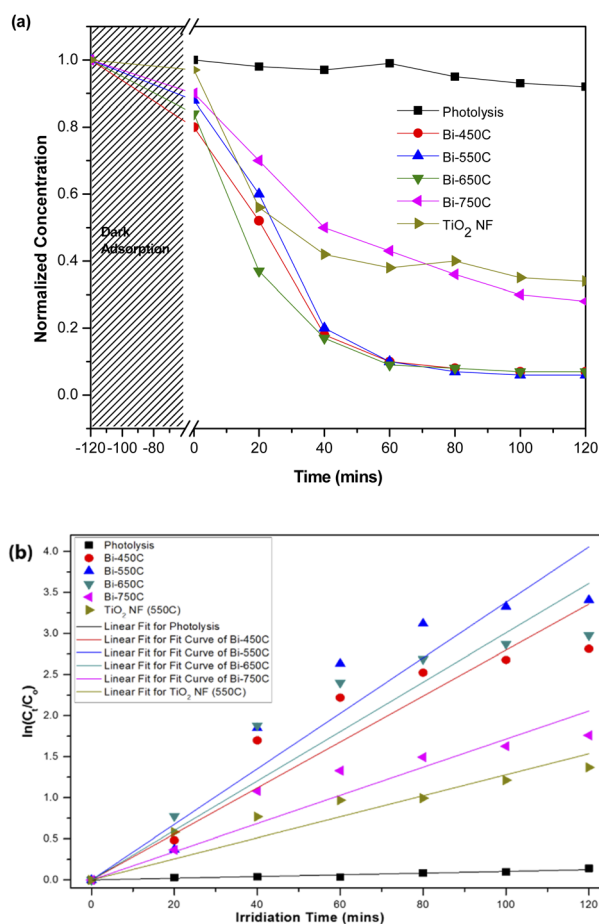 (a)
Normalized Concentration
1.0
0.8
0.6
0.4
0.2
0.0
Dark
Adsorption
Photolysis
Bi-450C
Bi-550C
Bi-650C
Bi-750C
TiO2 NF
-120 -100 -80 0 20 40 60 80 100 120
Time (mins)
(b)
ln(Ct/Co)
4.0
3.5
3.0
2.5
2.0
1.5
1.0
0.5
0.0
Photolysis
Bi-450C
Bi-550C
Bi-650C
Bi-750C
TiO2 NF (550C)
Linear Fit for Photolysis
Linear Fit for Fit Curve of Bi-450C
Linear Fit for Fit Curve of Bi-550C
Linear Fit for Fit Curve of Bi-650C
Linear Fit for Fit Curve of Bi-750C
Linear Fit for TiO2 NF (550C)
0 20 40 60 80 100 120
Irridiation Time (mins)